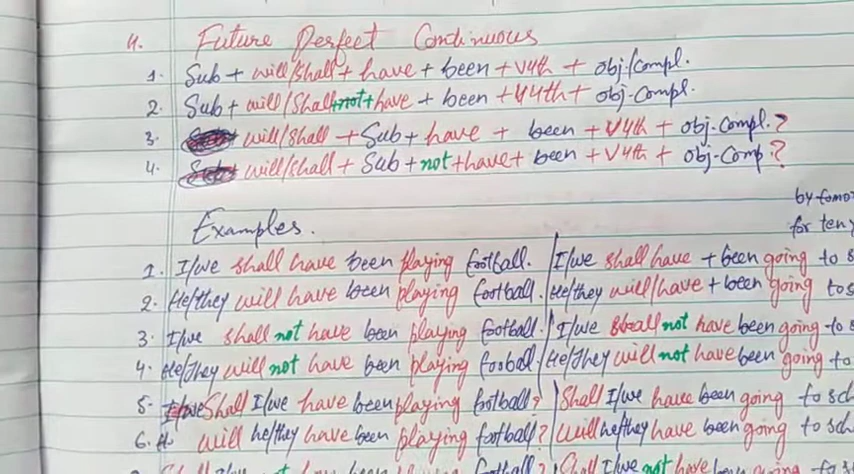 4. Future Perfect Continuous
1. Sub + will/shall + have + been + V4th + obj/compl.
2. Sub + will/shall + not + have + been + V4th + obj-compl.
3. will/shall + Sub + have + been + V4th + obj-compl.?
4. will/shall + Sub + not + have + been + V4th + obj-comp.?
by
Examples. for
1. I/we shall have been playing football. I/we shall have + been going to s
2. He/they will have been playing football. He/they will/have + been going to s
3. I/we shall not have been playing football. I/we shall not have been going to s
4. He/They will not have been playing fooball. He/They will not have been going to
5. Shall I/we have been playing football? Shall I/we have been going to sch
6. will he/they have been playing football? will he/they have been going to sch